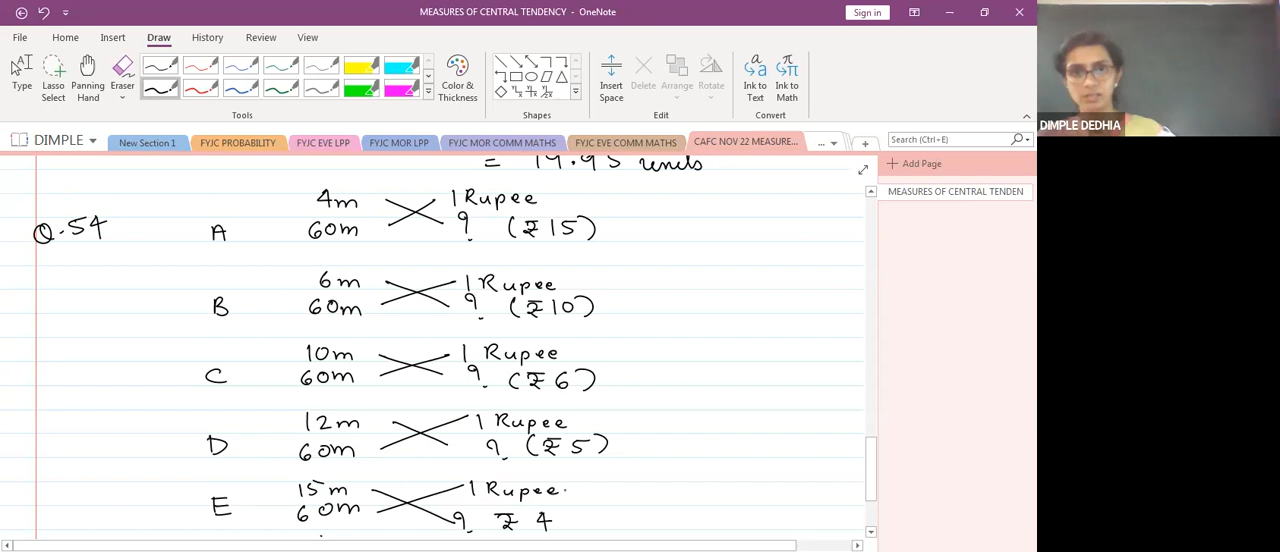 MEASURES OF CENTRAL TENDENCY - OneNote
Sign in
File Home Insert Draw History Review View
Type
Lasso Select
Panning Hand
Eraser
Color & Thickness
Insert Space
Delete
Arrange
Rotate
Ink to Text
Ink to Math
Tools
Shapes
Edit
Convert
DIMPLE DEDHIA
DIMPLE
New Section 1
FYJC PROBABILITY
FYJC EVE LPP
FYJC MOR LPP
FYJC MOR COMM MATHS
FYJC EVE COMM MATHS
CAFC NOV 22 MEASURE...
Search (Ctrl+E)
Add Page
MEASURES OF CENTRAL TENDEN
= 19.95 units
4m 1 Rupee
Q.54 A 60m ? (₹ 15)
6m 1 Rupee
B 60m ? (₹ 10)
10m 1 Rupee
C 60m ? (₹ 6)
12m 1 Rupee
D 60m ? (₹ 5)
15m 1 Rupee.
E 60m ? ₹ 4